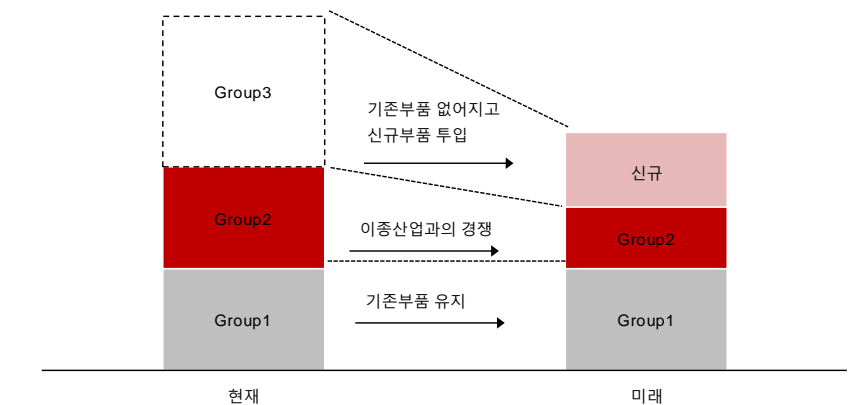 Group3
기존부품 없어지고
신규부품 투입
신규
Group2
이종산업과의 경쟁
Group2
기존부품 유지
Group1
Group1
현재
미래